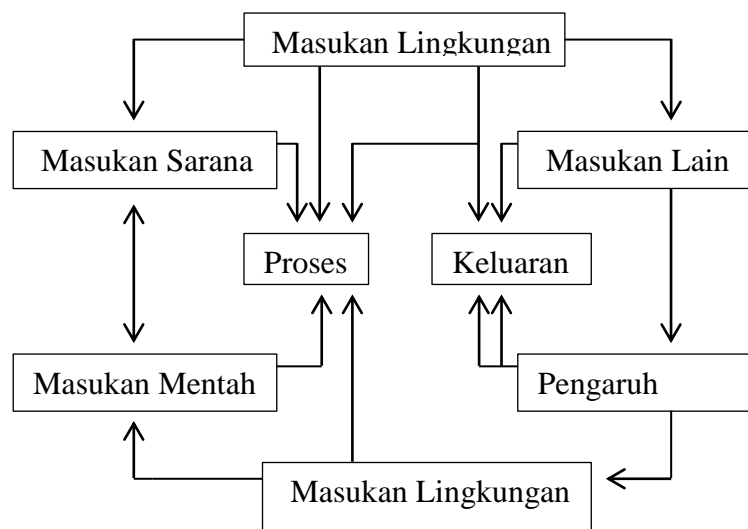 Masukan Lingkungan
Masukan Sarana
Masukan Lain
Proses
Keluaran
Masukan Mentah
Pengaruh
Masukan Lingkungan